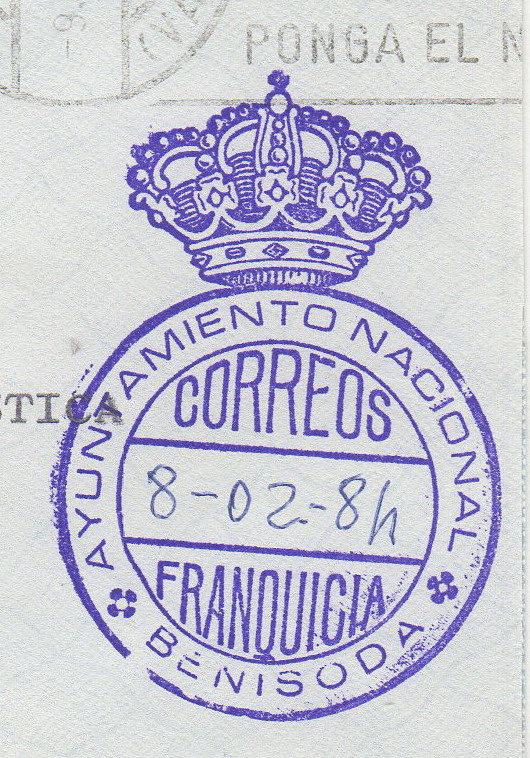 PONGA EL
STICA
AYUNTAMIENTO NACIONAL
CORREOS
8-02-84
FRANQUICIA
BENISODA